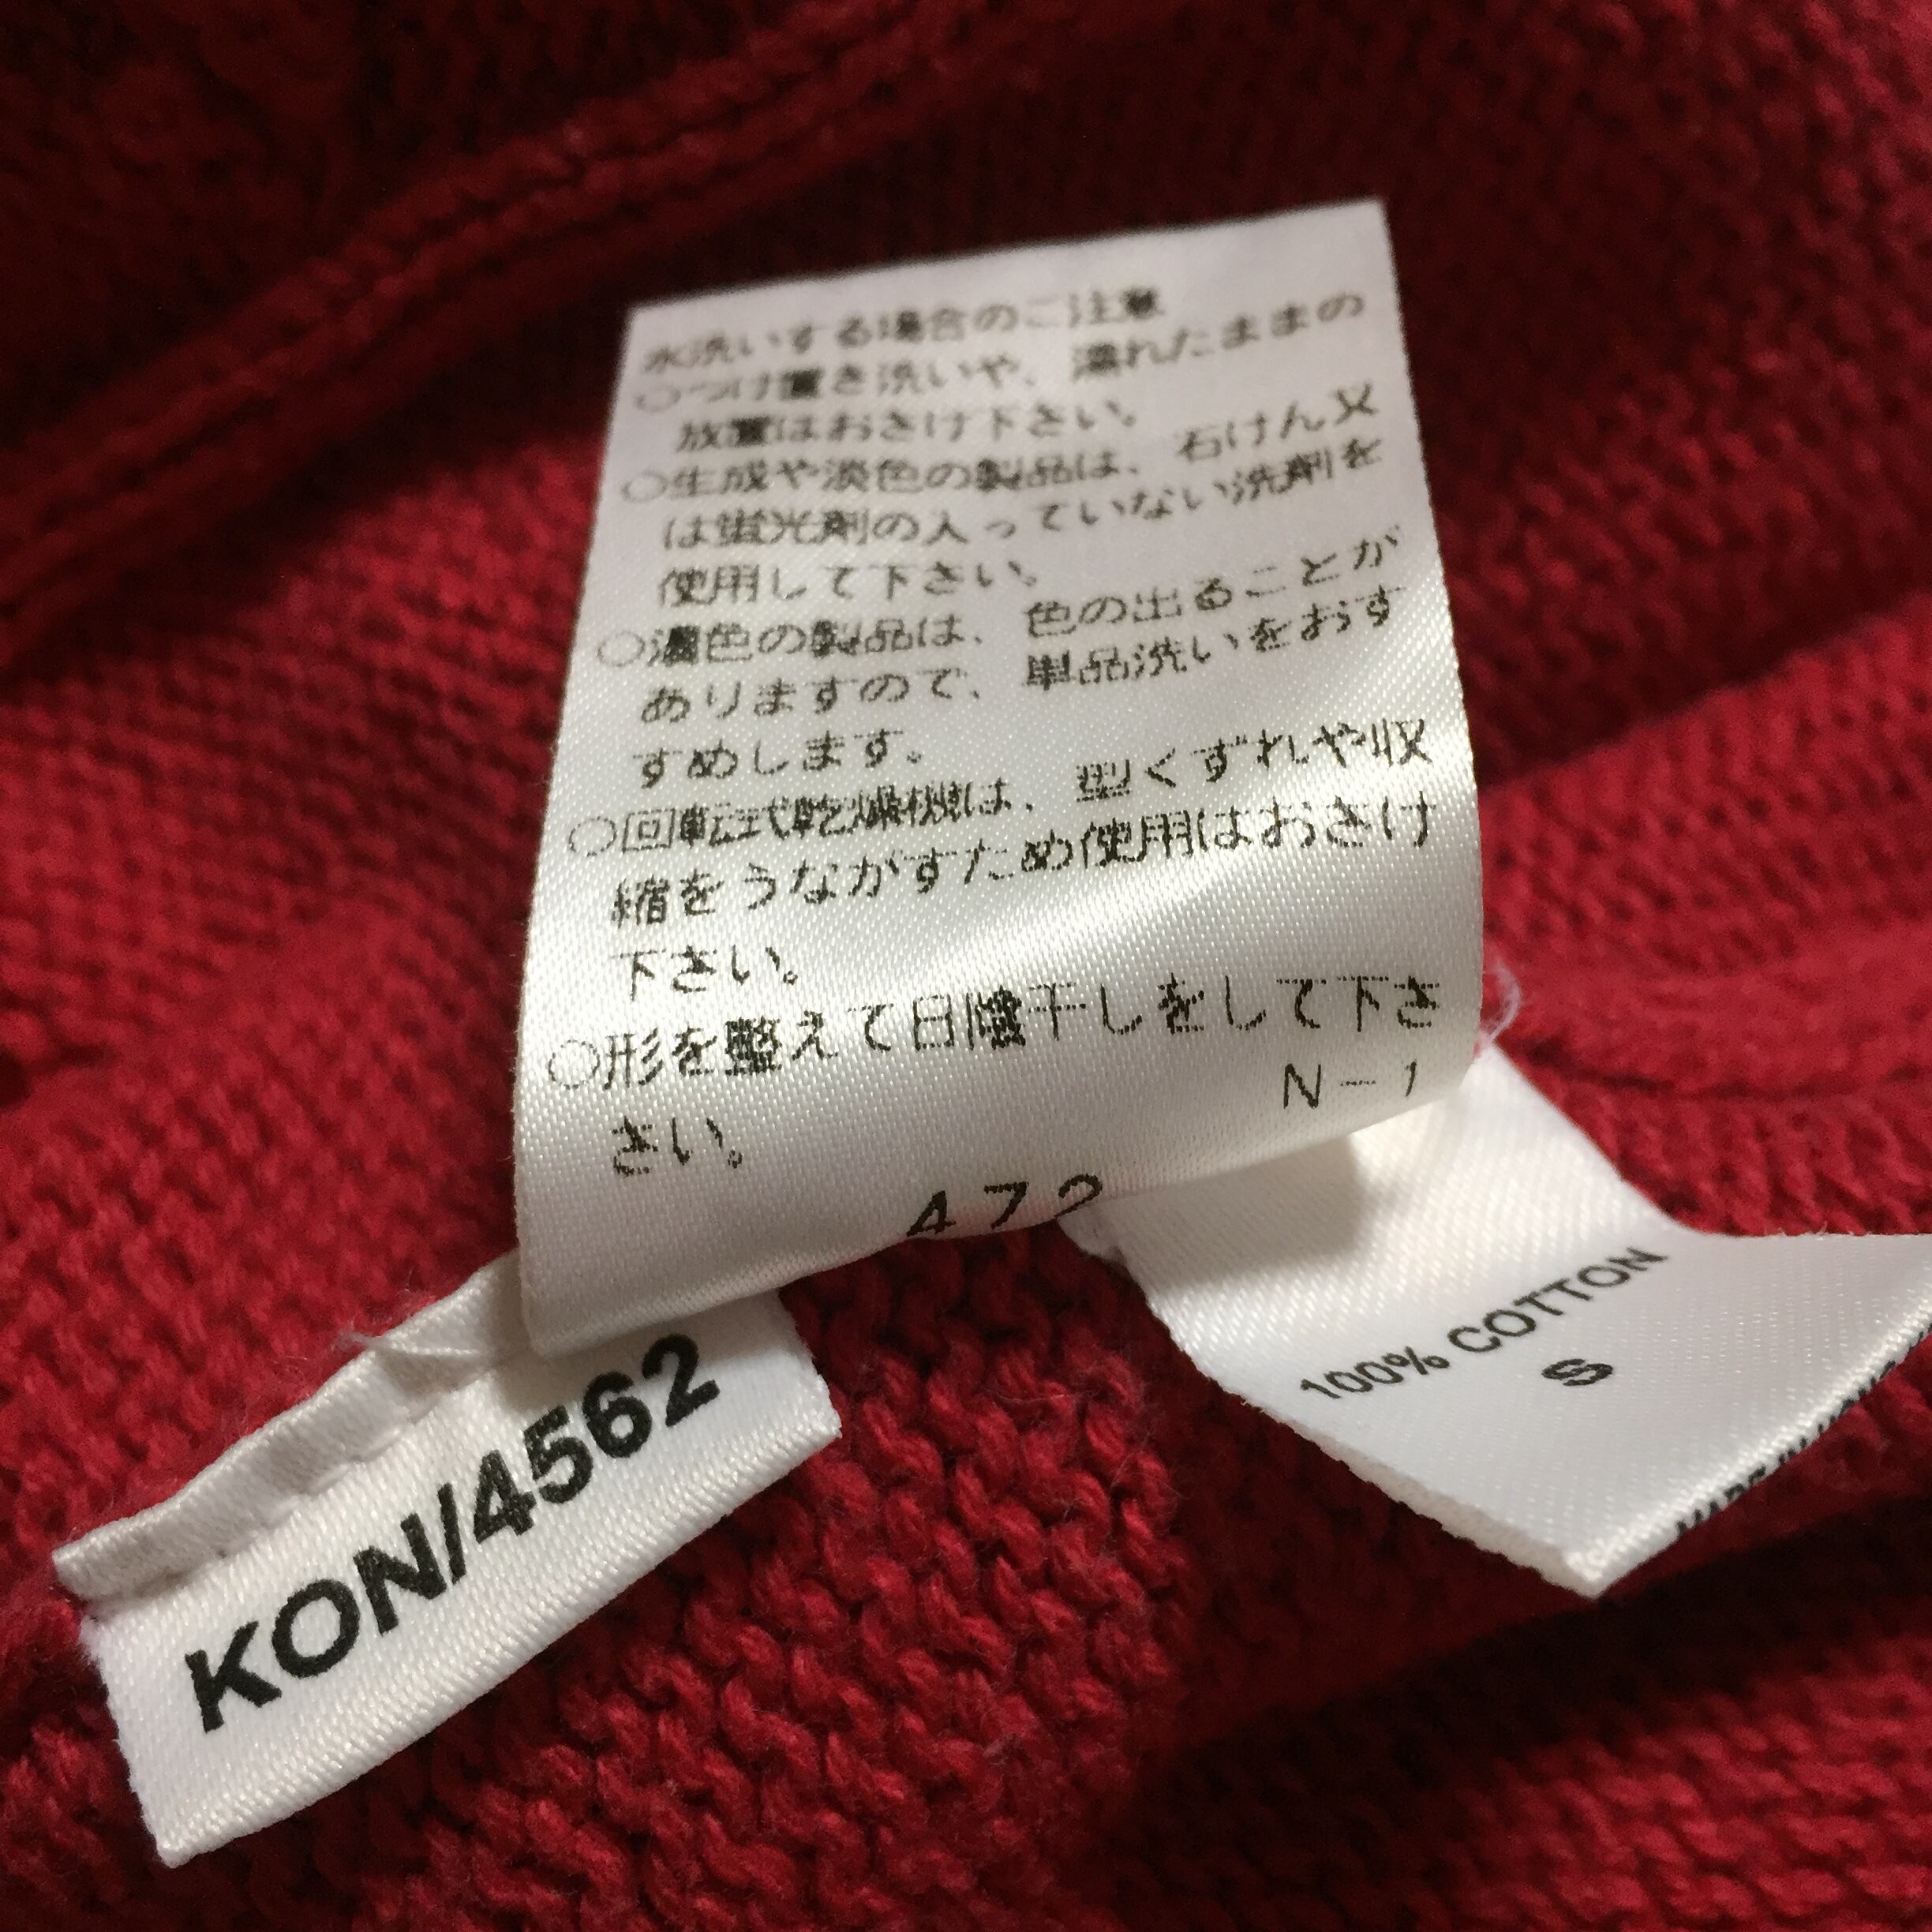 水洗いする場合のご注意
○つけ置き洗いや、濡れたままの
放置はおさけ下さい。
○生成や淡色の製品は、石けん又
は蛍光剤の入っていない洗剤を
使用して下さい。
○濃色の製品は、色の出ることが
ありますので、単品洗いをおす
すめします。
○回転式乾燥機は、型くずれや収
縮をうながすため使用はおさけ
下さい。
○形を整えて日陰干しをして下さ
さい。
N-1
472
KON/4562
100% COTTON
S
MADE IN